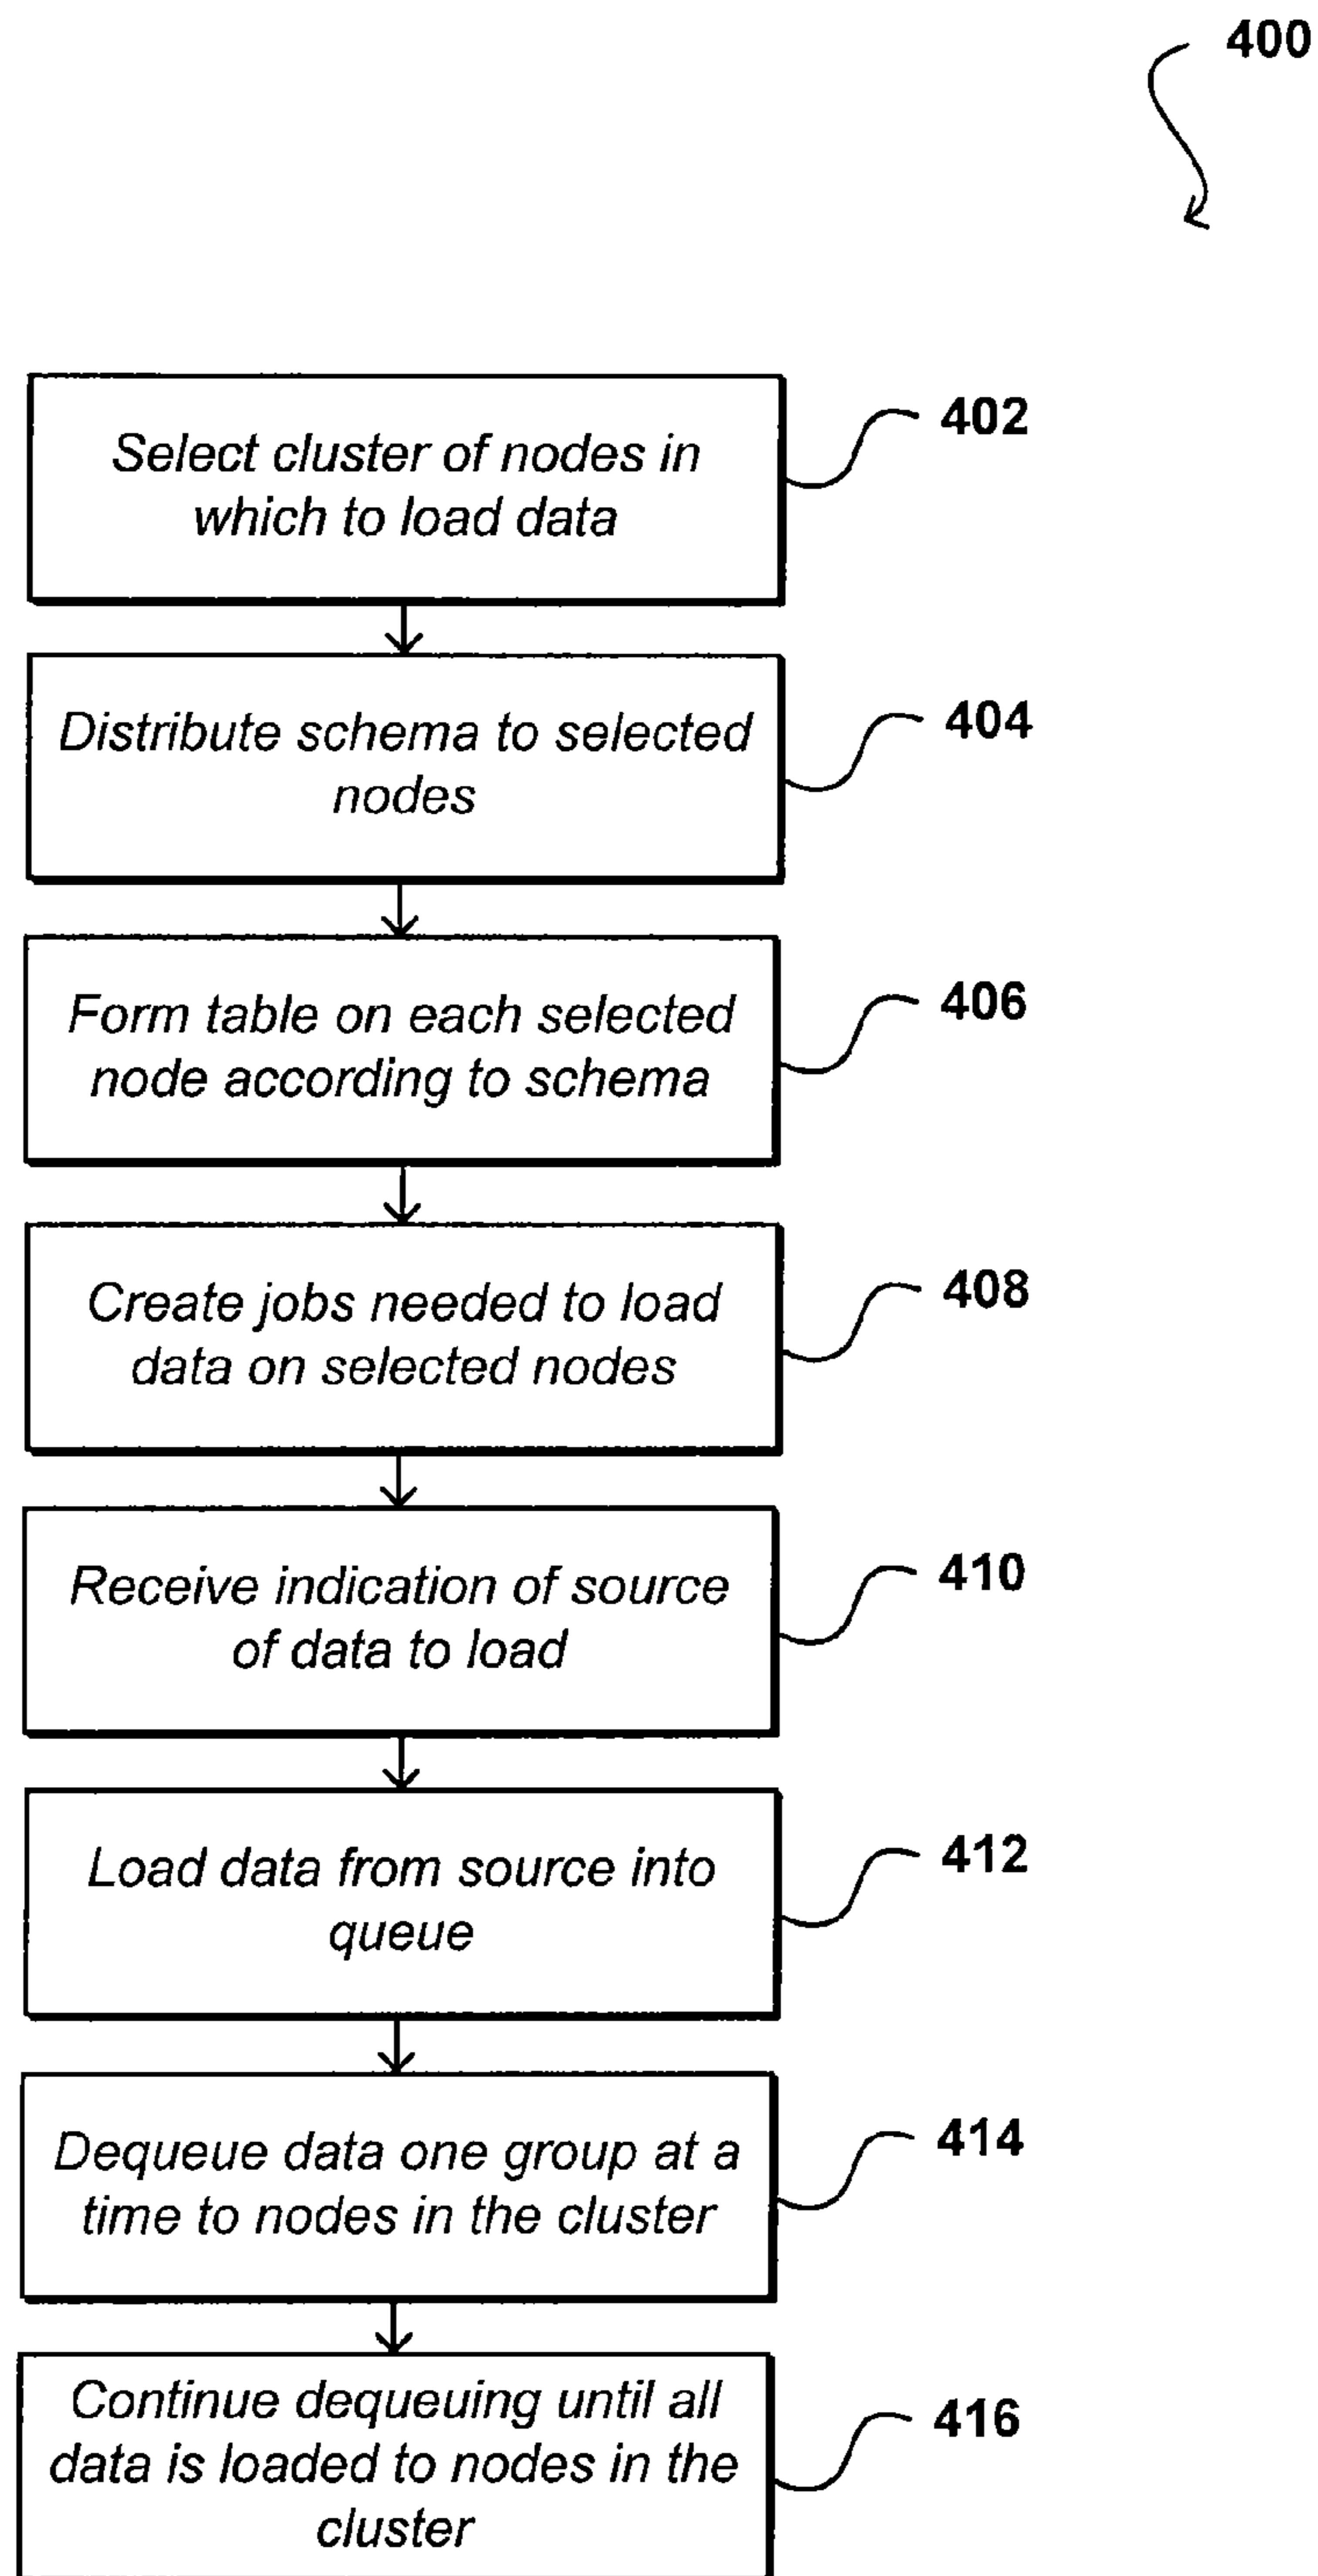 400
Select cluster of nodes in
which to load data
402
Distribute schema to selected
nodes
404
Form table on each selected
node according to schema
406
Create jobs needed to load
data on selected nodes
408
Receive indication of source
of data to load
410
Load data from source into
queue
412
Dequeue data one group at a
time to nodes in the cluster
414
Continue dequeuing until all
data is loaded to nodes in the
cluster
416